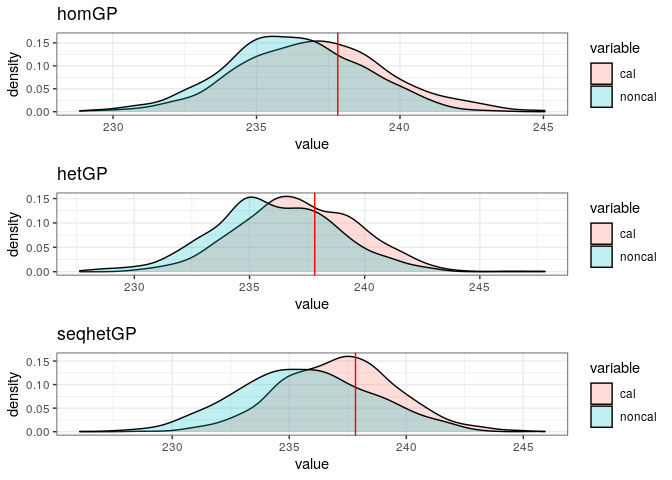 homGP
0.15
0.10
0.05
0.00
density
230 235 240 245
value
variable
cal
noncal
hetGP
0.15
0.10
0.05
0.00
density
230 235 240 245
value
variable
cal
noncal
seqhetGP
0.15
0.10
0.05
0.00
density
230 235 240 245
value
variable
cal
noncal